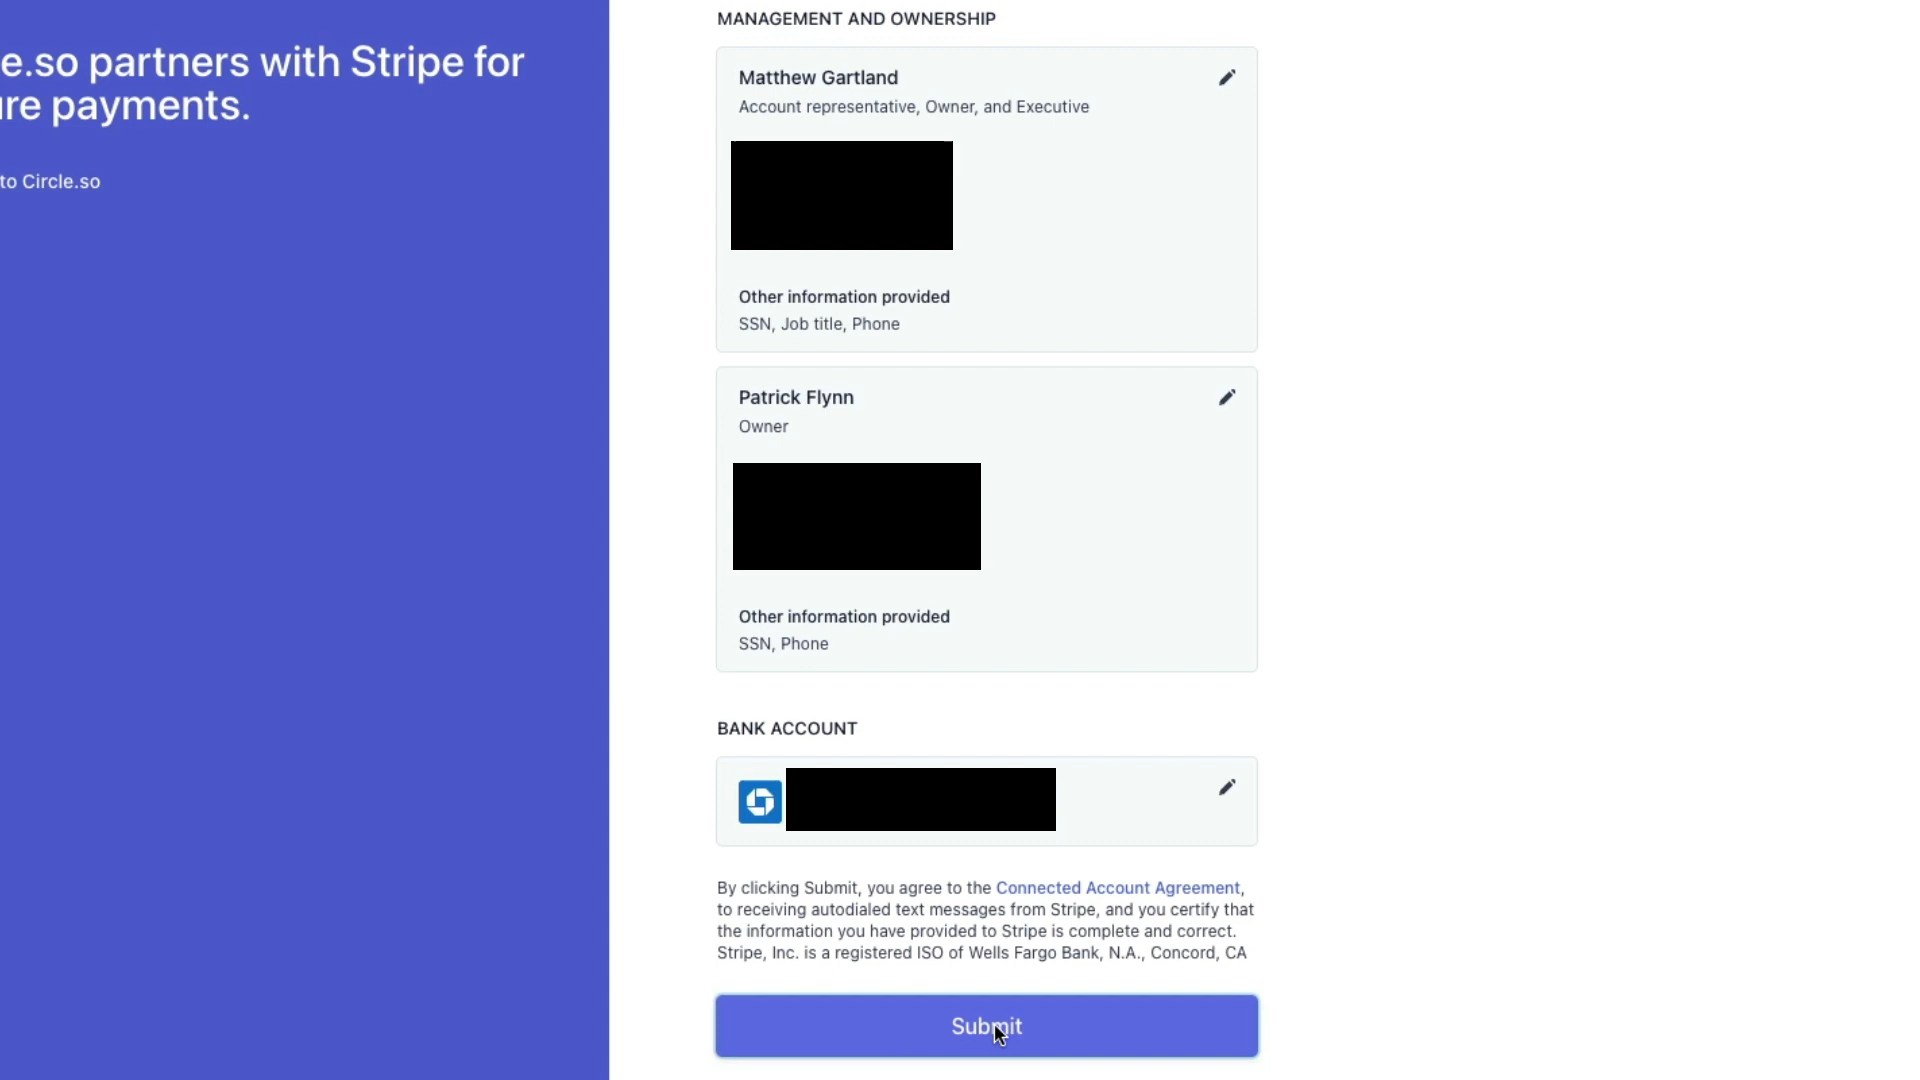 e.so partners with Stripe for
re payments.
to Circle.so
MANAGEMENT AND OWNERSHIP
Matthew Gartland
Account representative, Owner, and Executive
Other information provided
SSN, Job title, Phone
Patrick Flynn
Owner
Other information provided
SSN, Phone
BANK ACCOUNT
By clicking Submit, you agree to the Connected Account Agreement,
to receiving autodialed text messages from Stripe, and you certify that
the information you have provided to Stripe is complete and correct.
Stripe, Inc. is a registered ISO of Wells Fargo Bank, N.A., Concord, CA
Submit